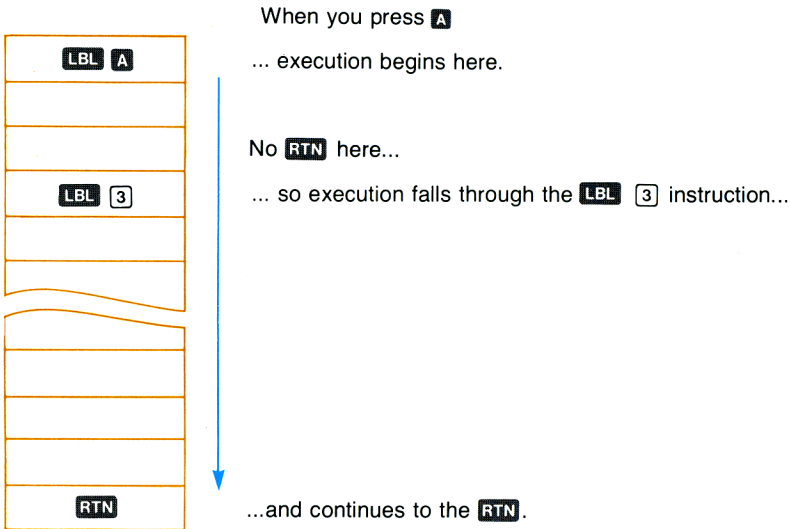 When you press A
LBL A ... execution begins here.
No RTN here...
LBL 3 ... so execution falls through the LBL 3 instruction...
RTN ...and continues to the RTN.